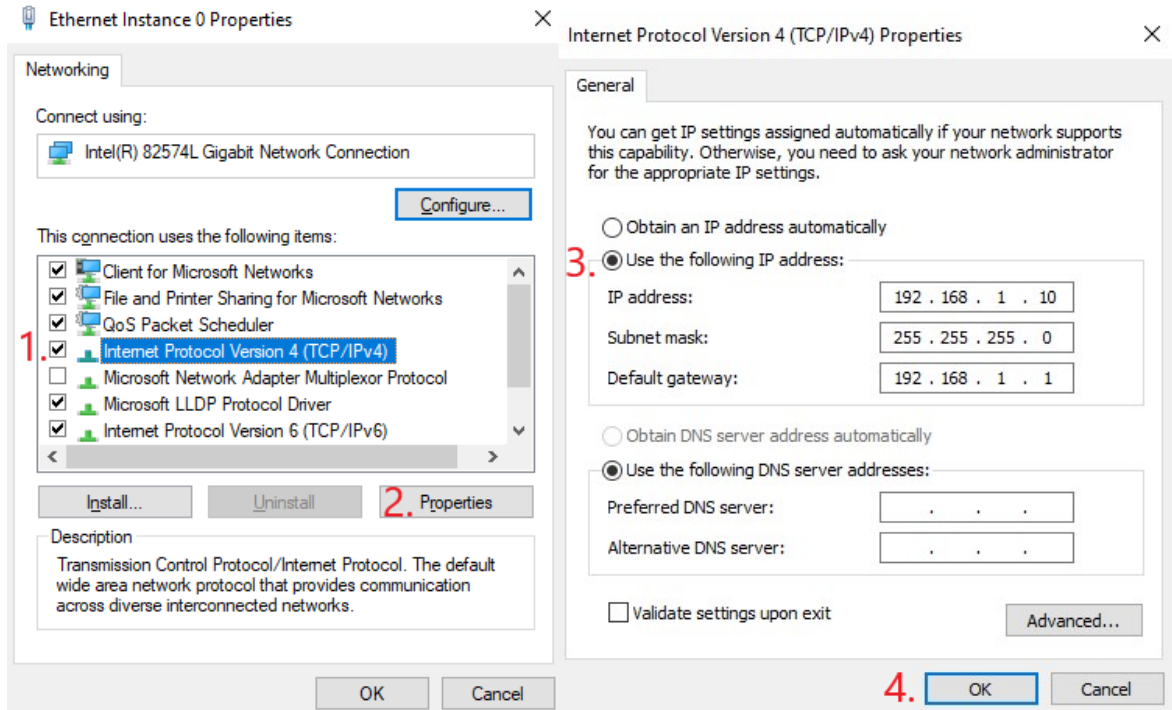 Ethernet Instance 0 Properties
Networking
Connect using:
Intel(R) 82574L Gigabit Network Connection
Configure...
This connection uses the following items:
Client for Microsoft Networks
File and Printer Sharing for Microsoft Networks
QoS Packet Scheduler
1.
Internet Protocol Version 4 (TCP/IPv4)
Microsoft Network Adapter Multiplexor Protocol
Microsoft LLDP Protocol Driver
Internet Protocol Version 6 (TCP/IPv6)
Install...
Uninstall
2.
Properties
Description
Transmission Control Protocol/Internet Protocol. The default
wide area network protocol that provides communication
across diverse interconnected networks.
OK
Cancel
Internet Protocol Version 4 (TCP/IPv4) Properties
General
You can get IP settings assigned automatically if your network supports
this capability. Otherwise, you need to ask your network administrator
for the appropriate IP settings.
Obtain an IP address automatically
3.
Use the following IP address:
IP address:
192 . 168 . 1 . 10
Subnet mask:
255 . 255 . 255 . 0
Default gateway:
192 . 168 . 1 . 1
Obtain DNS server address automatically
Use the following DNS server addresses:
Preferred DNS server:
. . .
Alternative DNS server:
. . .
Validate settings upon exit
Advanced...
4.
OK
Cancel